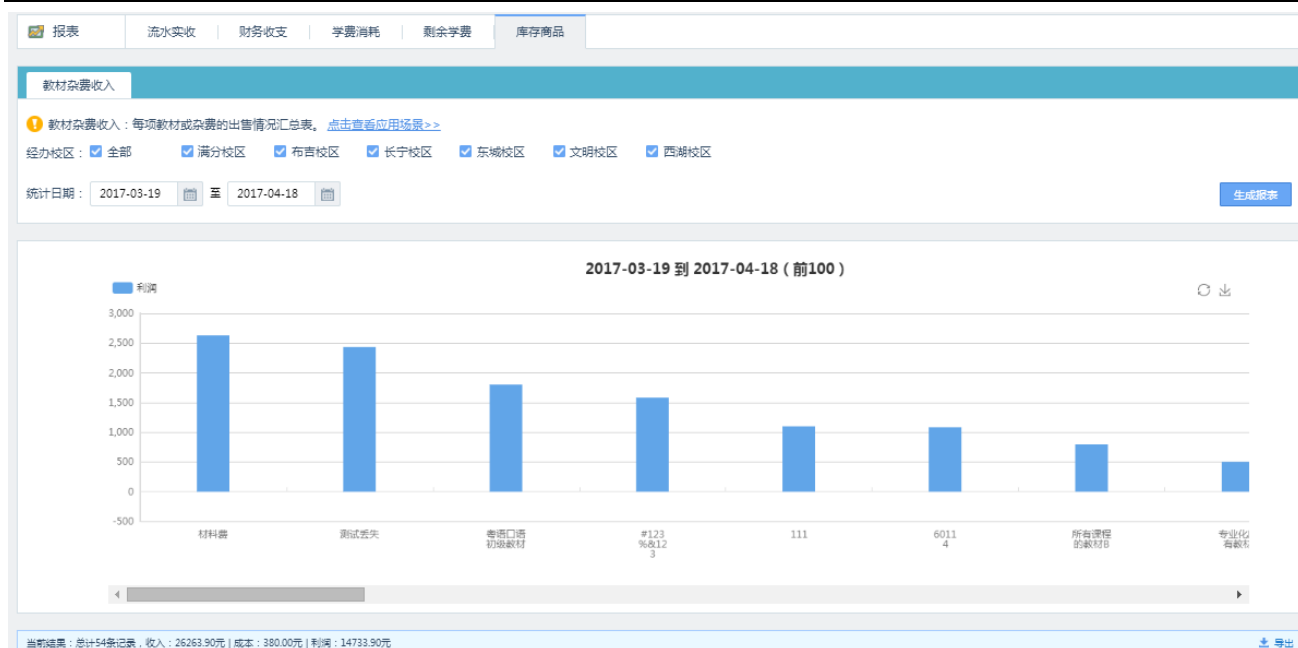 报表 流水实收 财务收支 学费消耗 剩余学费 库存商品
教材杂费收入
教材杂费收入：每项教材或杂费的出售情况汇总表。 点击查看应用场景>>
经办校区： 全部 满分校区 布吉校区 长宁校区 东城校区 文明校区 西湖校区
统计日期： 2017-03-19 至 2017-04-18 生成报表
2017-03-19 到 2017-04-18（前100）
利润
3,000
2,500
2,000
1,500
1,000
500
0
-500
材料费 测试丢失 粤语口语 #123 111 6011 所有课程 专业化
初级教材 %&12 4 的教材B 有教材
3
当前结果：总计54条记录，收入：26263.90元 | 成本：380.00元 | 利润：14733.90元 导出